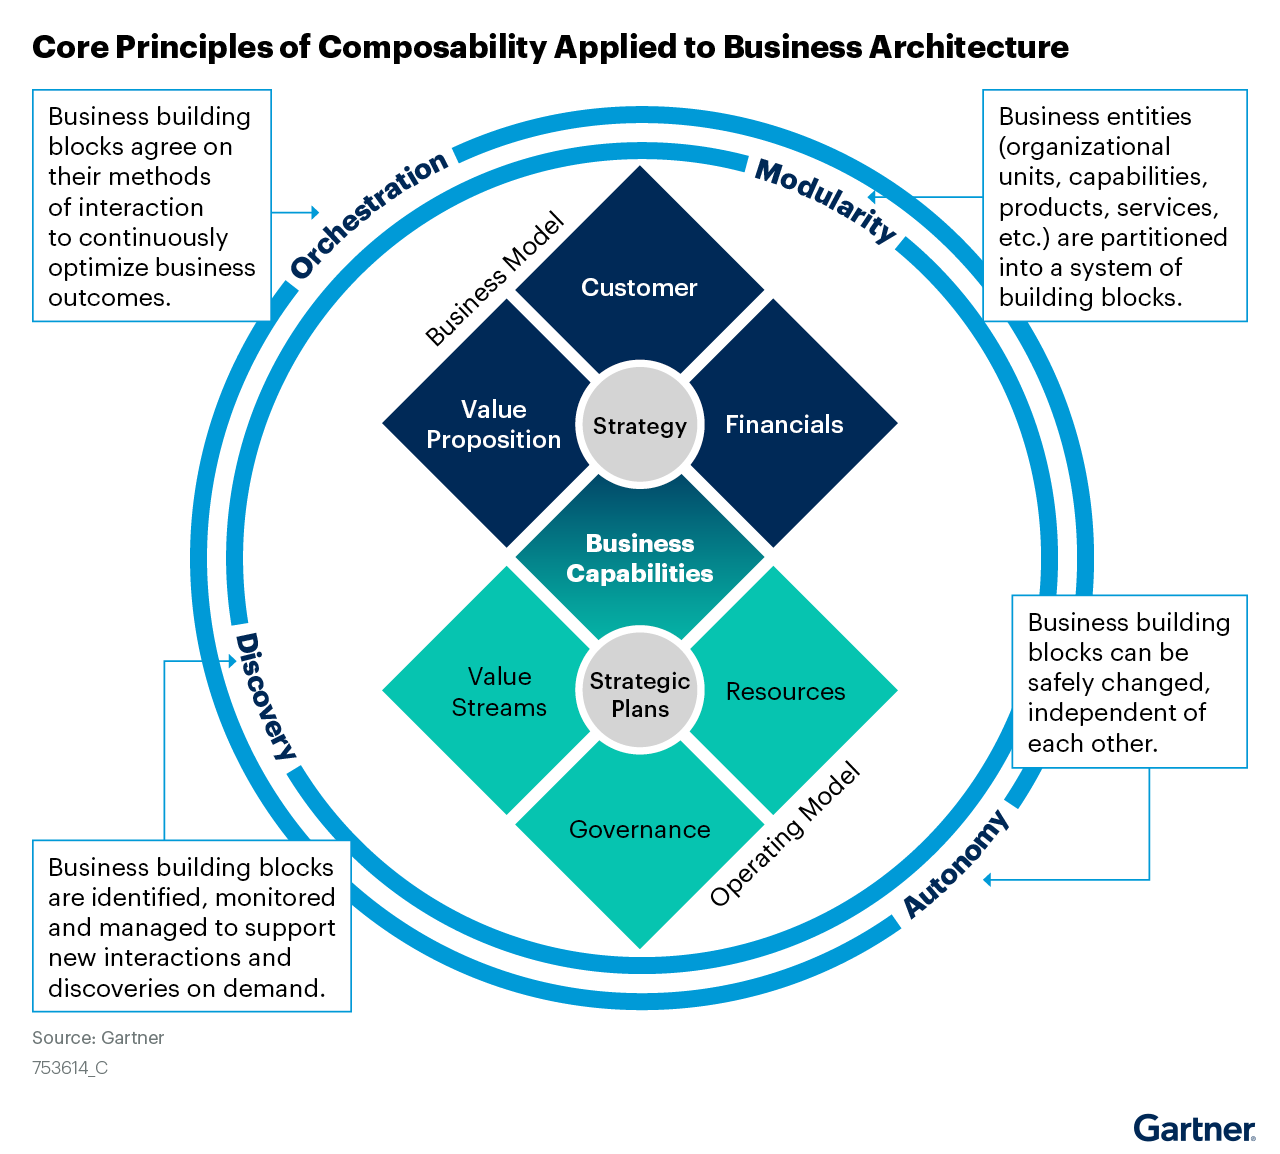 Core Principles of Composability Applied to Business Architecture
Business building
blocks agree on
their methods
of interaction
to continuously
optimize business
outcomes.
Business entities
(organizational
units, capabilities,
products, services,
etc.) are partitioned
into a system of
building blocks.
Orchestration
Modularity
Business Model
Customer
Value
Proposition
Strategy
Financials
Business
Capabilities
Business building
blocks can be
safely changed,
independent of
each other.
Discovery
Value
Streams
Strategic
Plans
Resources
Governance
Operating Model
Autonomy
Business building blocks
are identified, monitored
and managed to support
new interactions and
discoveries on demand.
Source: Gartner
753614_C
Gartner®